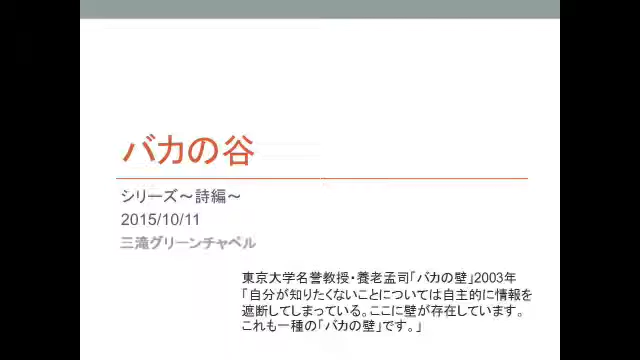 バカの谷
シリーズ～詩編～
2015/10/11
三滝グリーンチャペル
東京大学名誉教授・養老孟司「バカの壁」2003年
「自分が知りたくないことについては自主的に情報を
遮断してしまっている。ここに壁が存在しています。
これも一種の「バカの壁」です。」